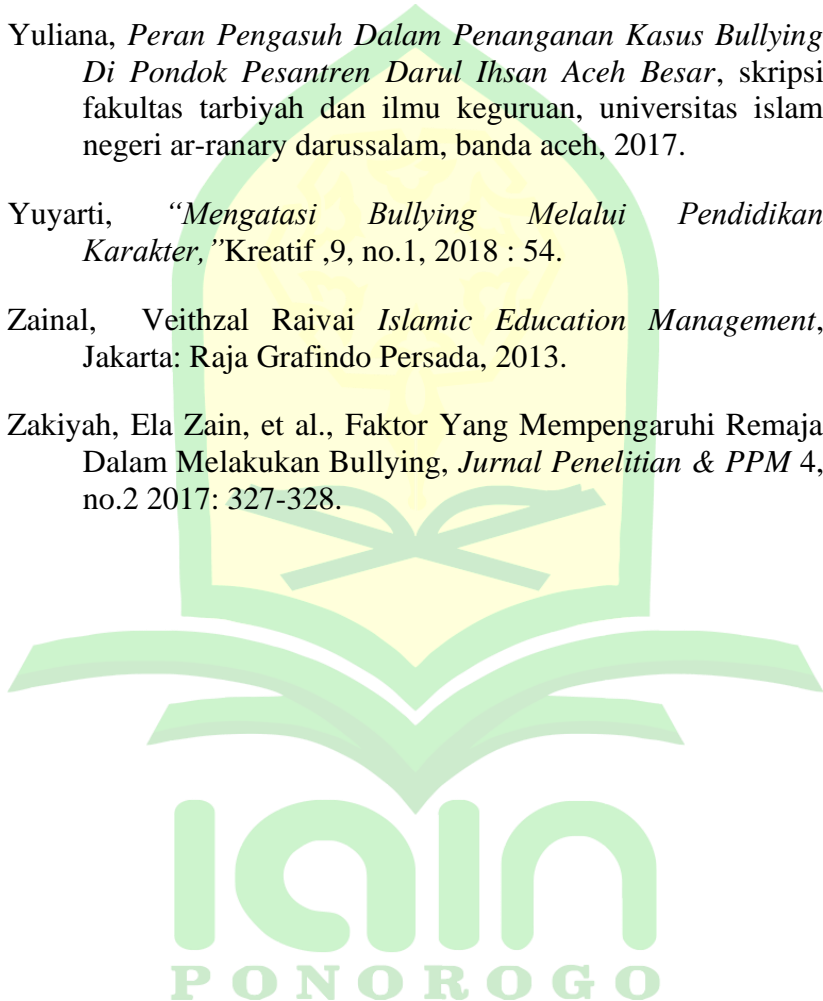 Yuliana, Peran Pengasuh Dalam Penanganan Kasus Bullying
Di Pondok Pesantren Darul Ihsan Aceh Besar, skripsi
fakultas tarbiyah dan ilmu keguruan, universitas islam
negeri ar-ranary darussalam, banda aceh, 2017.
Yuyarti, “Mengatasi Bullying Melalui Pendidikan
Karakter,”Kreatif ,9, no.1, 2018 : 54.
Zainal, Veithzal Raivai Islamic Education Management,
Jakarta: Raja Grafindo Persada, 2013.
Zakiyah, Ela Zain, et al., Faktor Yang Mempengaruhi Remaja
Dalam Melakukan Bullying, Jurnal Penelitian & PPM 4,
no.2 2017: 327-328.
iain
PONOROGO